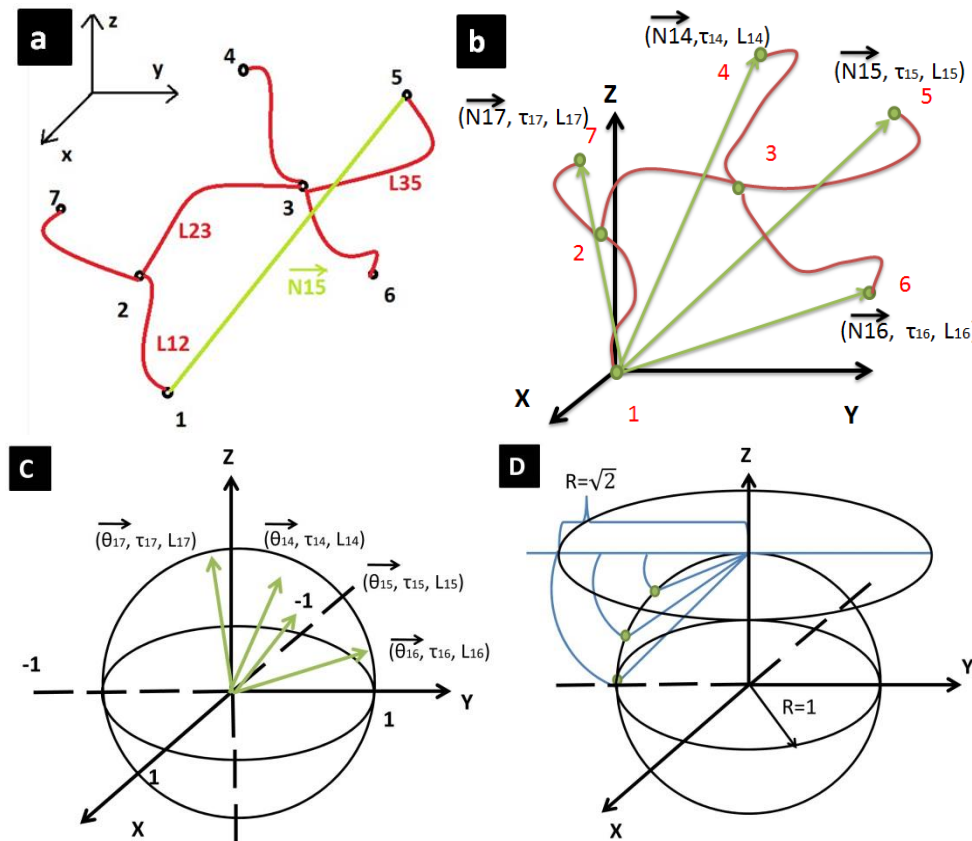 a
z
y
x
4
5
7
3
L35
L23
2
N15
6
L12
1
b
(N14,τ14, L14)
4
(N15, τ15, L15)
5
Z
(N17, τ17, L17)
7
3
2
6
(N16, τ16, L16)
X
Y
1
C
Z
(θ17, τ17, L17)
(θ14, τ14, L14)
(θ15, τ15, L15)
-1
(θ16, τ16, L16)
-1
Y
1
1
X
D
Z
R=√2
Y
R=1
X